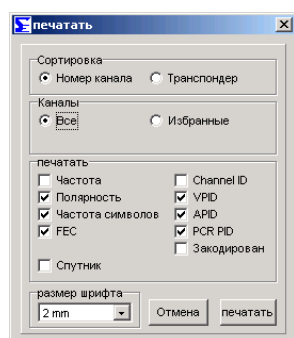 печатать
Сортировка
Номер канала Транспондер
Каналы
Все Избранные
печатать
Частота Channel ID
Полярность VPID
Частота символов APID
FEC PCR PID
Закодирован
Спутник
размер шрифта
2 mm Отмена печатать